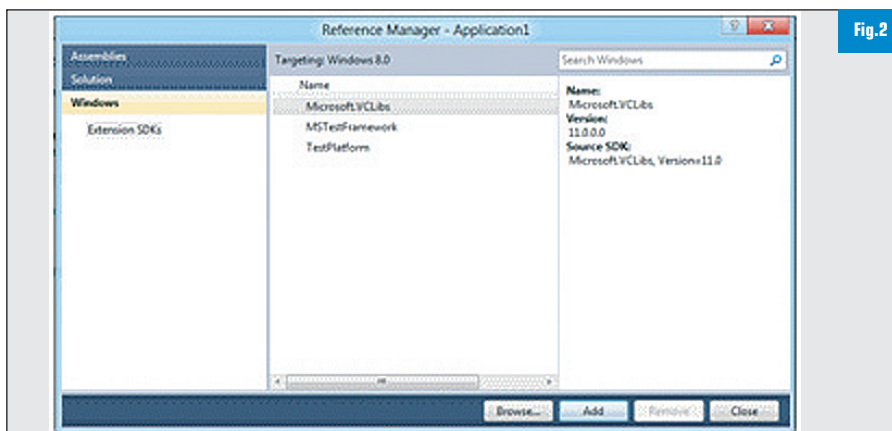 Fig.2
Reference Manager - Application1
Assemblies
Solution
Windows
Extension SDKs
Targeting: Windows 8.0
Name
Microsoft.VCLibs
MSTestFramework
TestPlatform
Search Windows
Name:
Microsoft.VCLibs
Version:
11.0.0.0
Source SDK:
Microsoft.VCLibs, Version=11.0
Browse...
Add
Remove
Close